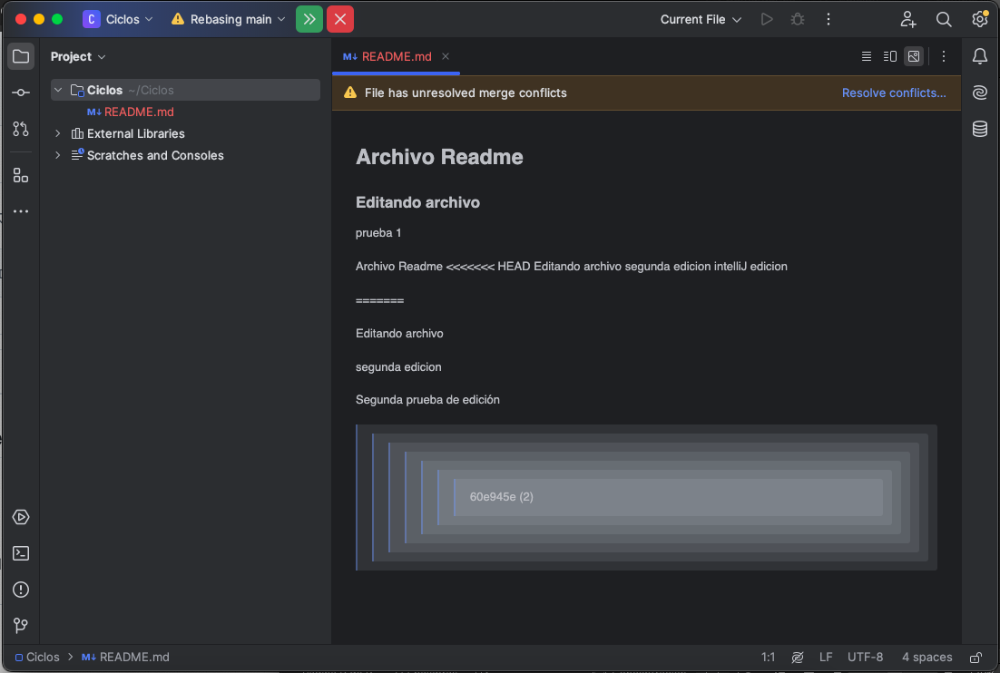 C Ciclos Rebasing main Current File
Project
README.md
Ciclos ~/Ciclos
File has unresolved merge conflicts Resolve conflicts...
README.md
External Libraries
Scratches and Consoles
Archivo Readme
Editando archivo
prueba 1
Archivo Readme <<<<<<< HEAD Editando archivo segunda edicion intelliJ edicion
=======
Editando archivo
segunda edicion
Segunda prueba de edición
60e945e (2)
Ciclos > README.md 1:1 LF UTF-8 4 spaces